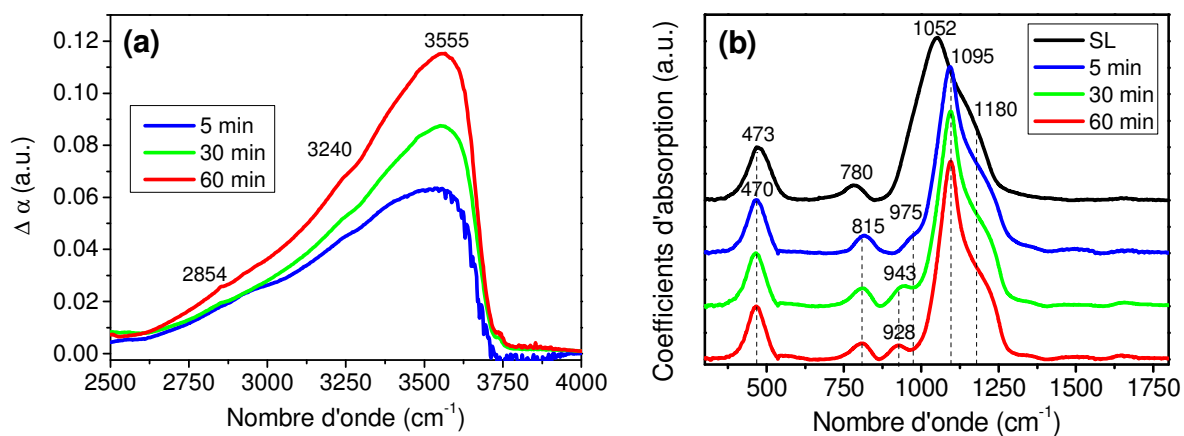 (a)
3555
3240
2854
5 min
30 min
60 min
0.12
0.10
0.08
0.06
0.04
0.02
0.00
Δ α (a.u.)
2500 2750 3000 3250 3500 3750 4000
Nombre d'onde (cm⁻¹)
(b)
1052
1095
1180
473
470
780
815
975
943
928
SL
5 min
30 min
60 min
Coefficients d'absorption (a.u.)
500 750 1000 1250 1500 1750
Nombre d'onde (cm⁻¹)